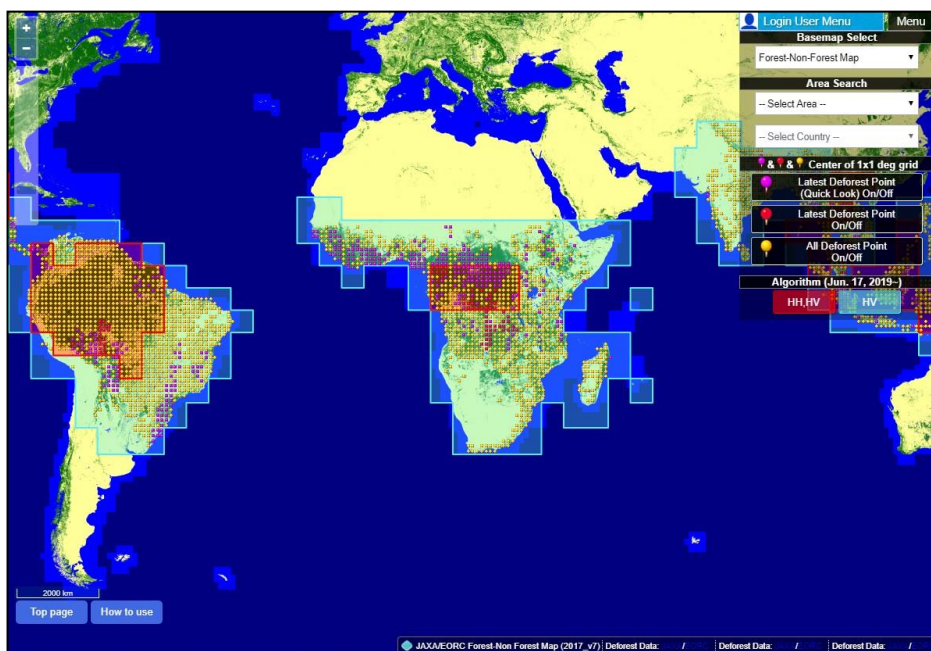 +
−
Login User Menu
Menu
Basemap Select
Forest-Non-Forest Map
Area Search
-- Select Area --
-- Select Country --
& & Center of 1x1 deg grid
Latest Deforest Point
(Quick Look) On/Off
Latest Deforest Point
On/Off
All Deforest Point
On/Off
Algorithm (Jun. 17, 2019~)
HH,HV
HV
2000 km
Top page
How to use
JAXA/EORC Forest-Non Forest Map (2017_v7) Deforest Data: / Deforest Data: / Deforest Data: /